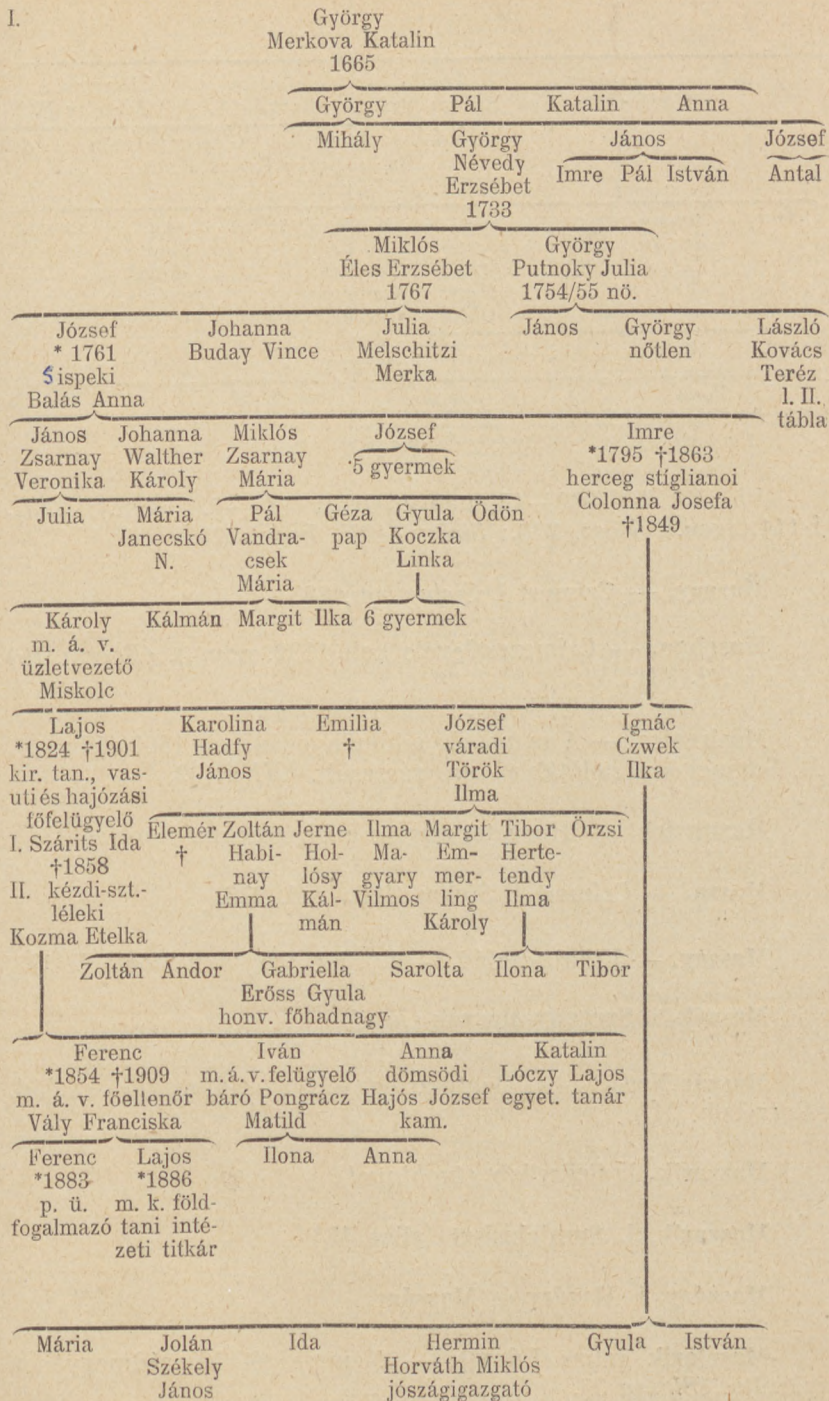 I.
György
Merkova Katalin
1665
György Pál Katalin Anna
Mihály György János József
Névedy
Imre Pál István Antal
Erzsébet
1733
Miklós György
Éles Erzsébet Putnoky Julia
1767 1754/55 nö.
József Johanna Julia János György László
* 1761 Buday Vince Melschitzi nőtlen Kovács
Sispeki Merka Teréz
Balás Anna l. II.
tábla
János Johanna Miklós József Imre
Zsarnay Walther Zsarnay 5 gyermek *1795 †1863
Veronika Károly Mária herceg stiglianoi
Colonna Josefa
†1849
Julia Mária Pál Géza Gyula Ödön
Janecskó Vandra- pap Koczka
N. csek Linka
Mária
Károly Kálmán Margit Ilka 6 gyermek
m. á. v.
üzletvezető
Miskolc
Lajos Karolina Emilia József Ignác
*1824 †1901 Hadfy † váradi Czwek
kir. tan., vas- János Török Ilka
uti és hajózási Ilma
főfelügyelő
I. Szárits Ida
†1858
II. kézdi-szt.-
léleki
Kozma Etelka
Elemér Zoltán Jerne Ilma Margit Tibor Örzsi
† Habi- Hol- Ma- Em- Herte-
nay lósy gyary mer- tendy
Emma Kál- Vilmos ling Ilma
mán Károly
Zoltán Andor Gabriella Sarolta Ilona Tibor
Erőss Gyula
honv. főhadnagy
Ferenc Iván Anna Katalin
*1854 †1909 m. á. v. felügyelő dömsödi Lóczy Lajos
m. á. v. főellenőr báró Pongrácz Hajós József egyet. tanár
Vály Franciska Matild kam.
Ferenc Lajos Ilona Anna
*1883 *1886
p. ü. m. k. föld-
fogalmazó tani inté-
zeti titkár
Mária Jolán Ida Hermin Gyula István
Székely Horváth Miklós
János jószágigazgató